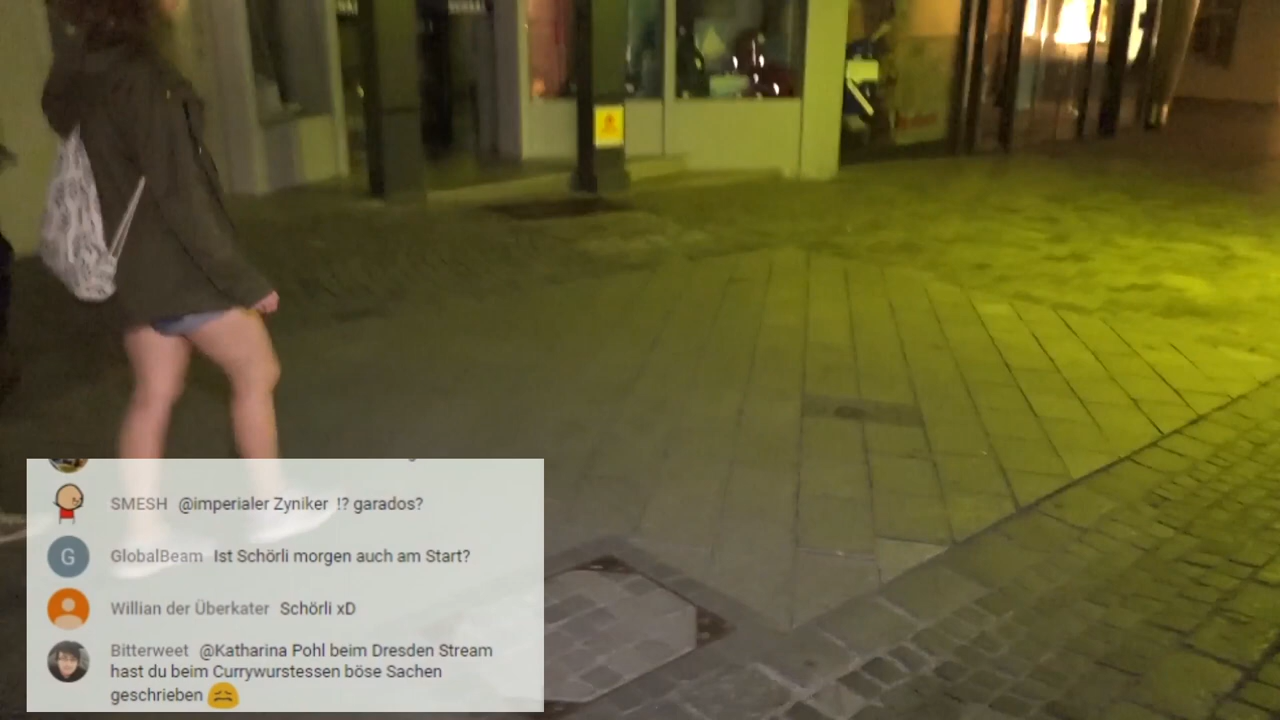 SMESH @imperialer Zyniker !? garados?
GlobalBeam Ist Schörli morgen auch am Start?
G
Willian der Überkater Schörli xD
Bitterweet @Katharina Pohl beim Dresden Stream
hast du beim Currywurstessen böse Sachen
geschrieben